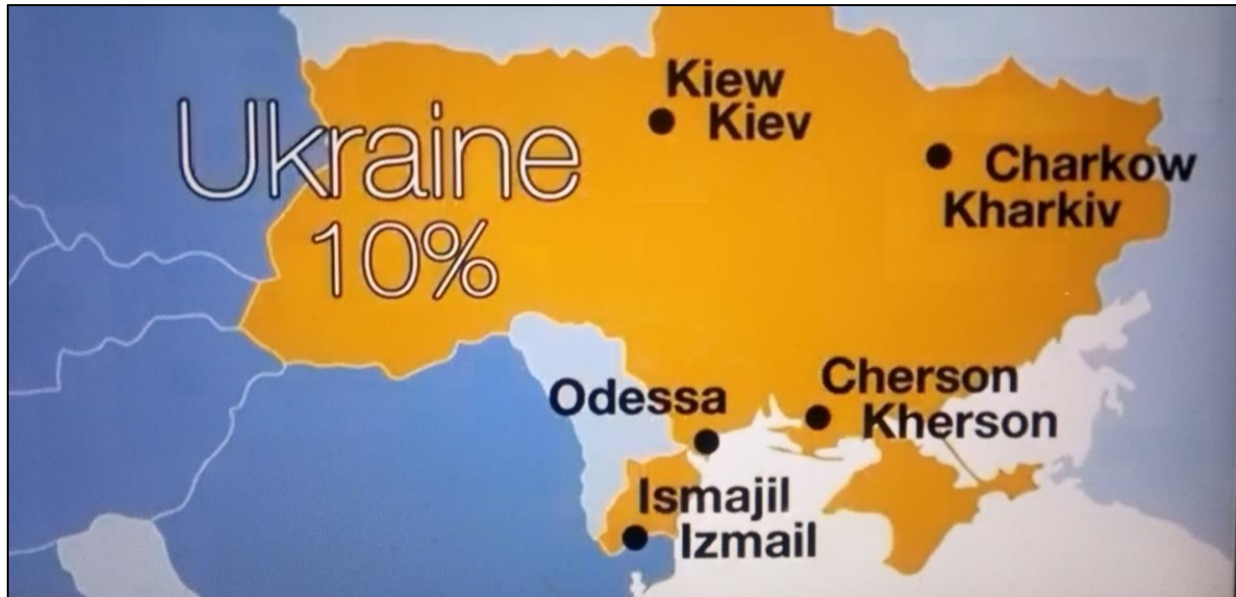 Ukraine
10%
Kiew
Kiev
Charkow
Kharkiv
Odessa
Cherson
Kherson
Ismajil
Izmail